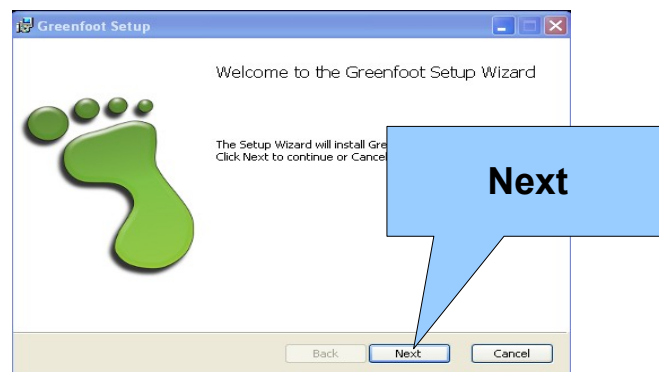 Greenfoot Setup
Welcome to the Greenfoot Setup Wizard
The Setup Wizard will install Gre
Click Next to continue or Cancel
Next
Back
Next
Cancel